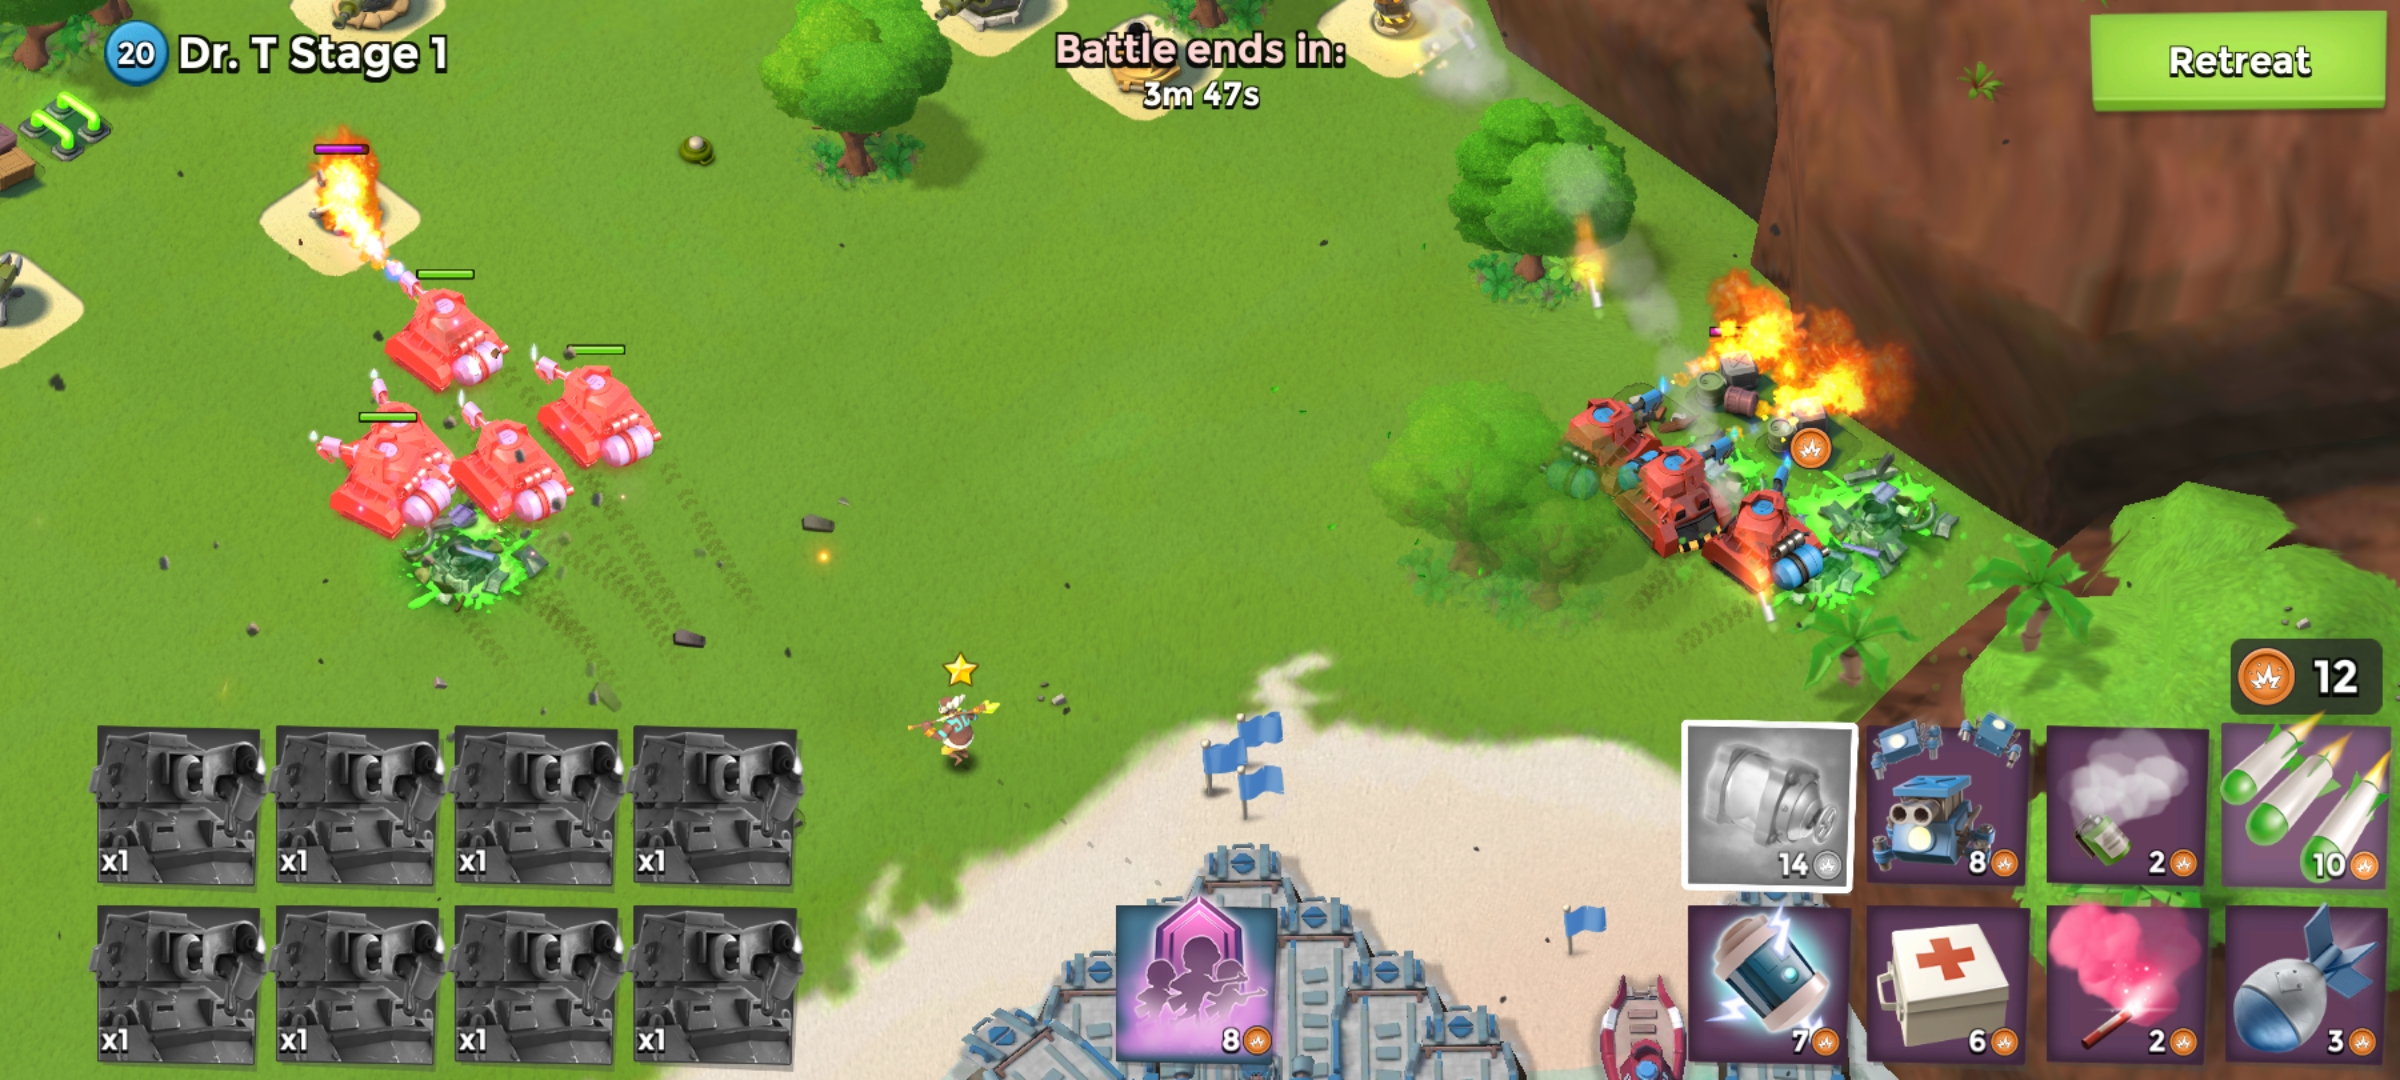 20 Dr. T Stage 1
Battle ends in:
3m 47s
Retreat
12
x1 x1 x1 x1
14 8 2 10
x1 x1 x1 x1
8
7 6 2 3